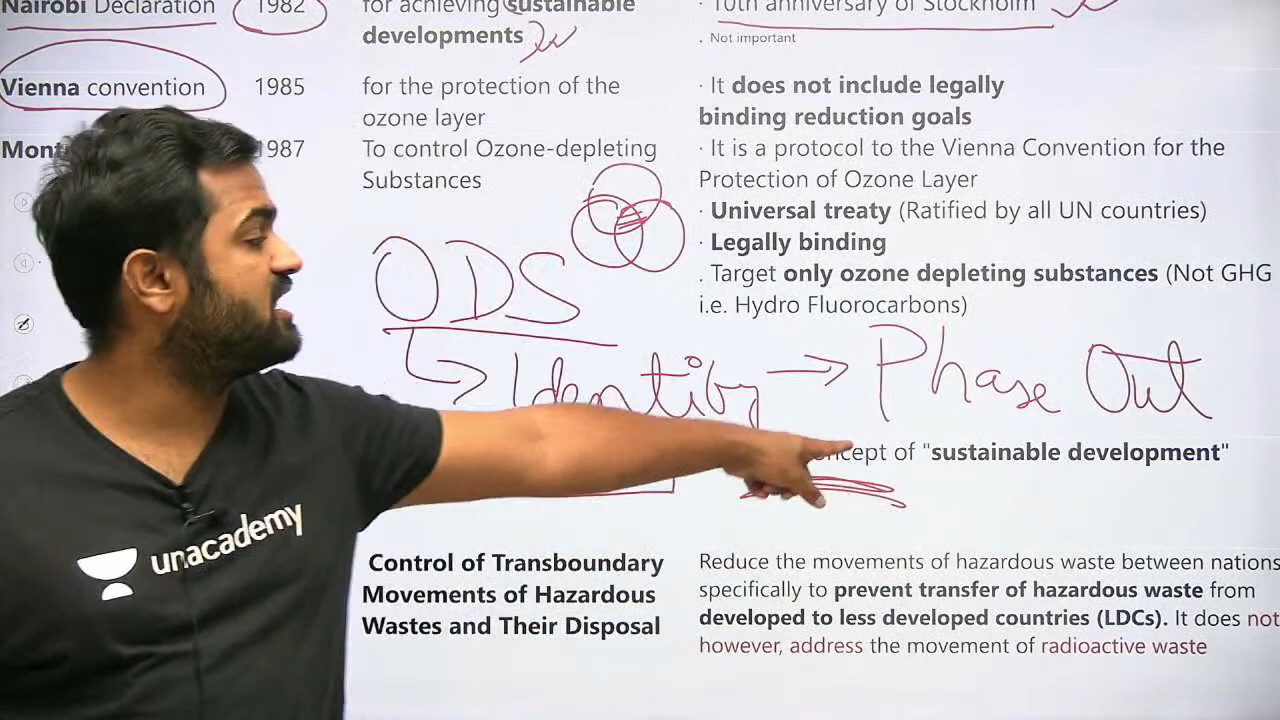 Nairobi Declaration 1982 for achieving sustainable · 10th anniversary of Stockholm
developments . Not important
Vienna convention 1985 for the protection of the · It does not include legally
ozone layer binding reduction goals
1987 To control Ozone-depleting · It is a protocol to the Vienna Convention for the
Substances Protection of Ozone Layer
· Universal treaty (Ratified by all UN countries)
· Legally binding
ODS . Target only ozone depleting substances (Not GHG
i.e. Hydro Fluorocarbons)
Identify → Phase Out
of "sustainable development"
unacademy
Control of Transboundary Reduce the movements of hazardous waste between nations
Movements of Hazardous specifically to prevent transfer of hazardous waste from
Wastes and Their Disposal developed to less developed countries (LDCs). It does not
however, address the movement of radioactive waste